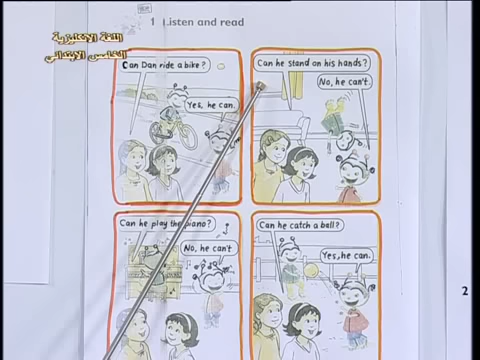 1 Listen and read
اللغة الانكليزية
الخامس الابتدائي
Can Dan ride a bike?
Yes, he can.
Can he stand on his hands?
No, he can't.
Can he play the piano?
No, he can't.
Can he catch a ball?
Yes, he can.
2